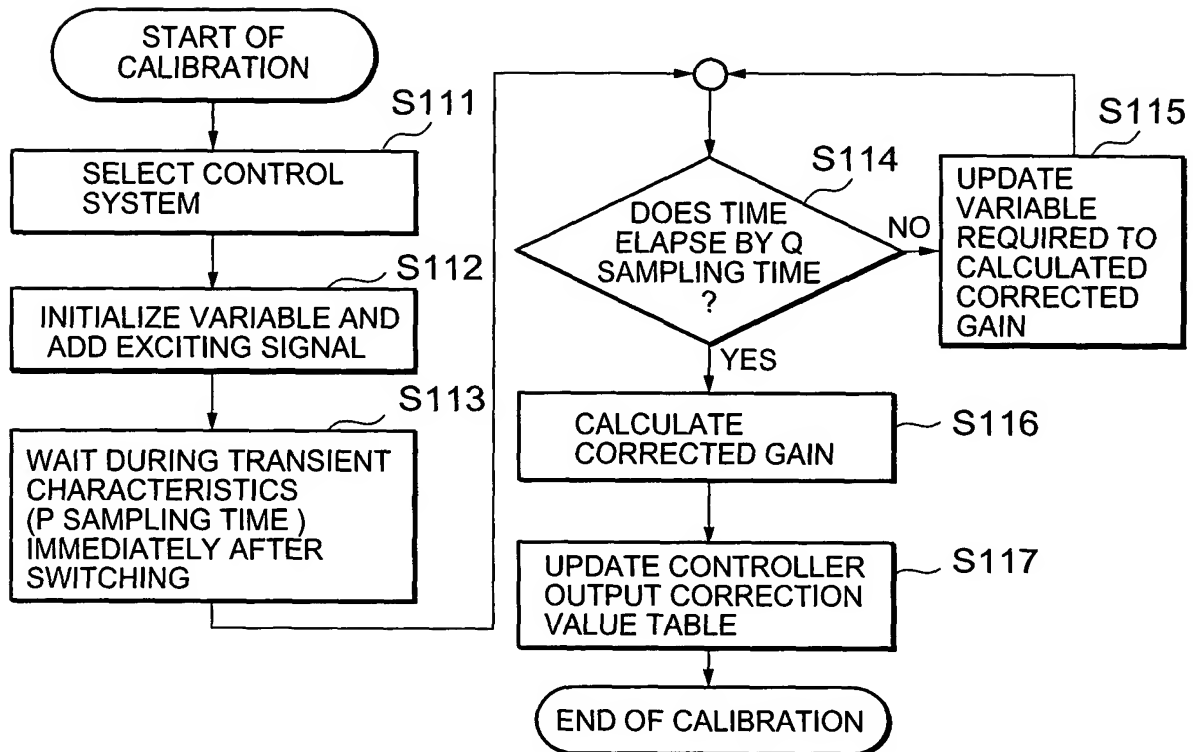 START OF
CALIBRATION
S111
SELECT CONTROL
SYSTEM
S112
INITIALIZE VARIABLE AND
ADD EXCITING SIGNAL
S113
WAIT DURING TRANSIENT
CHARACTERISTICS
(P SAMPLING TIME )
IMMEDIATELY AFTER
SWITCHING
S114
DOES TIME
ELAPSE BY Q
SAMPLING TIME
?
NO
S115
UPDATE
VARIABLE
REQUIRED TO
CALCULATED
CORRECTED
GAIN
YES
CALCULATE
CORRECTED GAIN
S116
UPDATE CONTROLLER
OUTPUT CORRECTION
VALUE TABLE
S117
END OF CALIBRATION